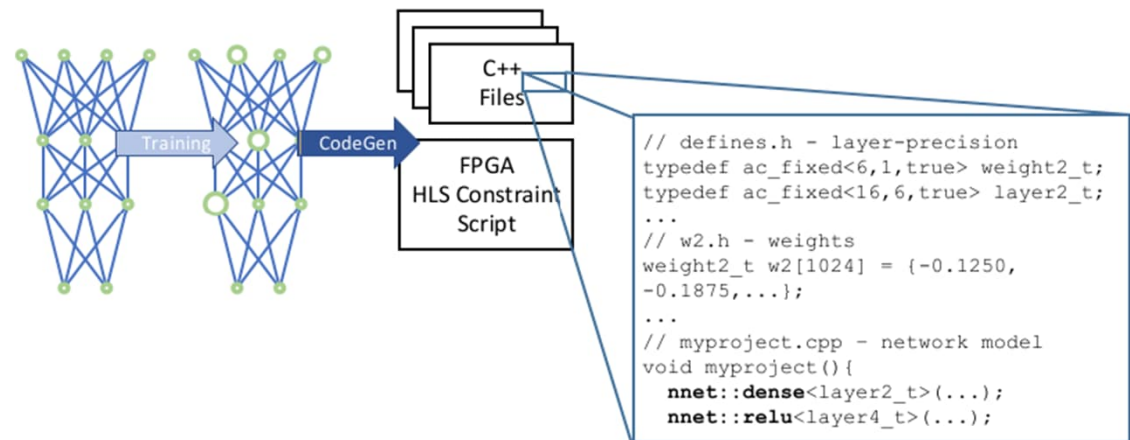 Training
CodeGen
C++
Files
FPGA
HLS Constraint
Script
// defines.h - layer-precision
typedef ac_fixed<6,1,true> weight2_t;
typedef ac_fixed<16,6,true> layer2_t;
...
// w2.h - weights
weight2_t w2[1024] = {-0.1250,
-0.1875,...};
...
// myproject.cpp – network model
void myproject(){
nnet::dense<layer2_t>(...);
nnet::relu<layer4_t>(...);